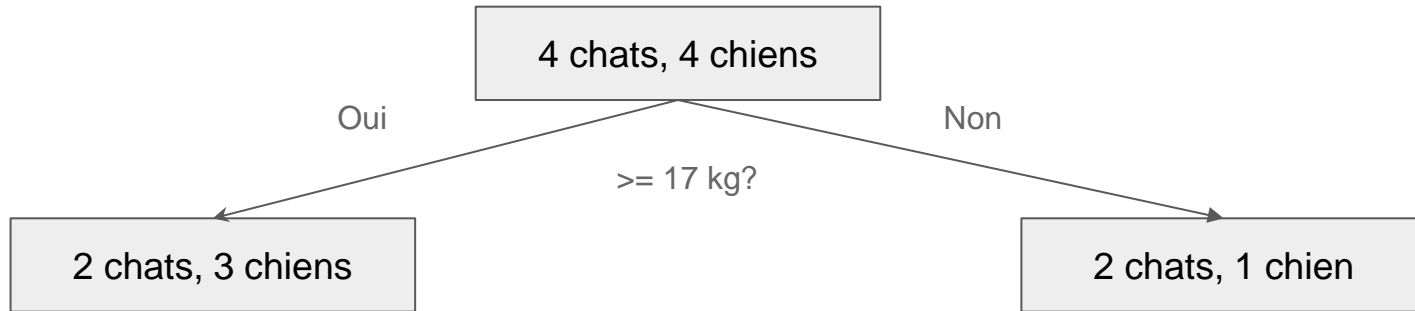 4 chats, 4 chiens
Oui
Non
>= 17 kg?
2 chats, 3 chiens
2 chats, 1 chien